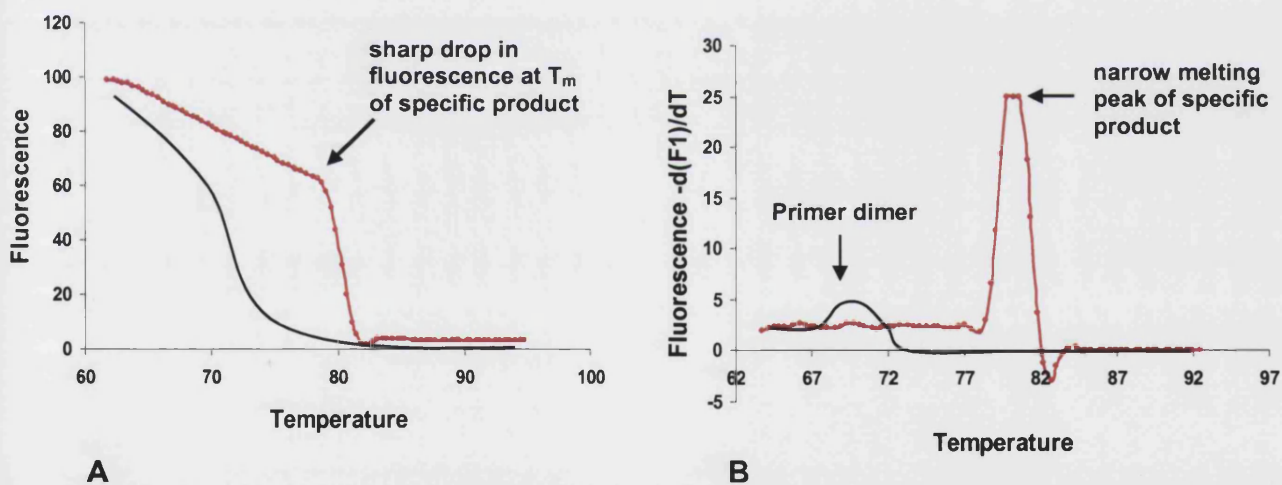 120
100
80
60
40
20
0
60 70 80 90 100
Fluorescence
Temperature
sharp drop in
fluorescence at Tm
of specific product
A
30
25
20
15
10
5
0
-5
62 67 72 77 82 87 92 97
Fluorescence -d(F1)/dT
Temperature
Primer dimer
narrow melting
peak of specific
product
B